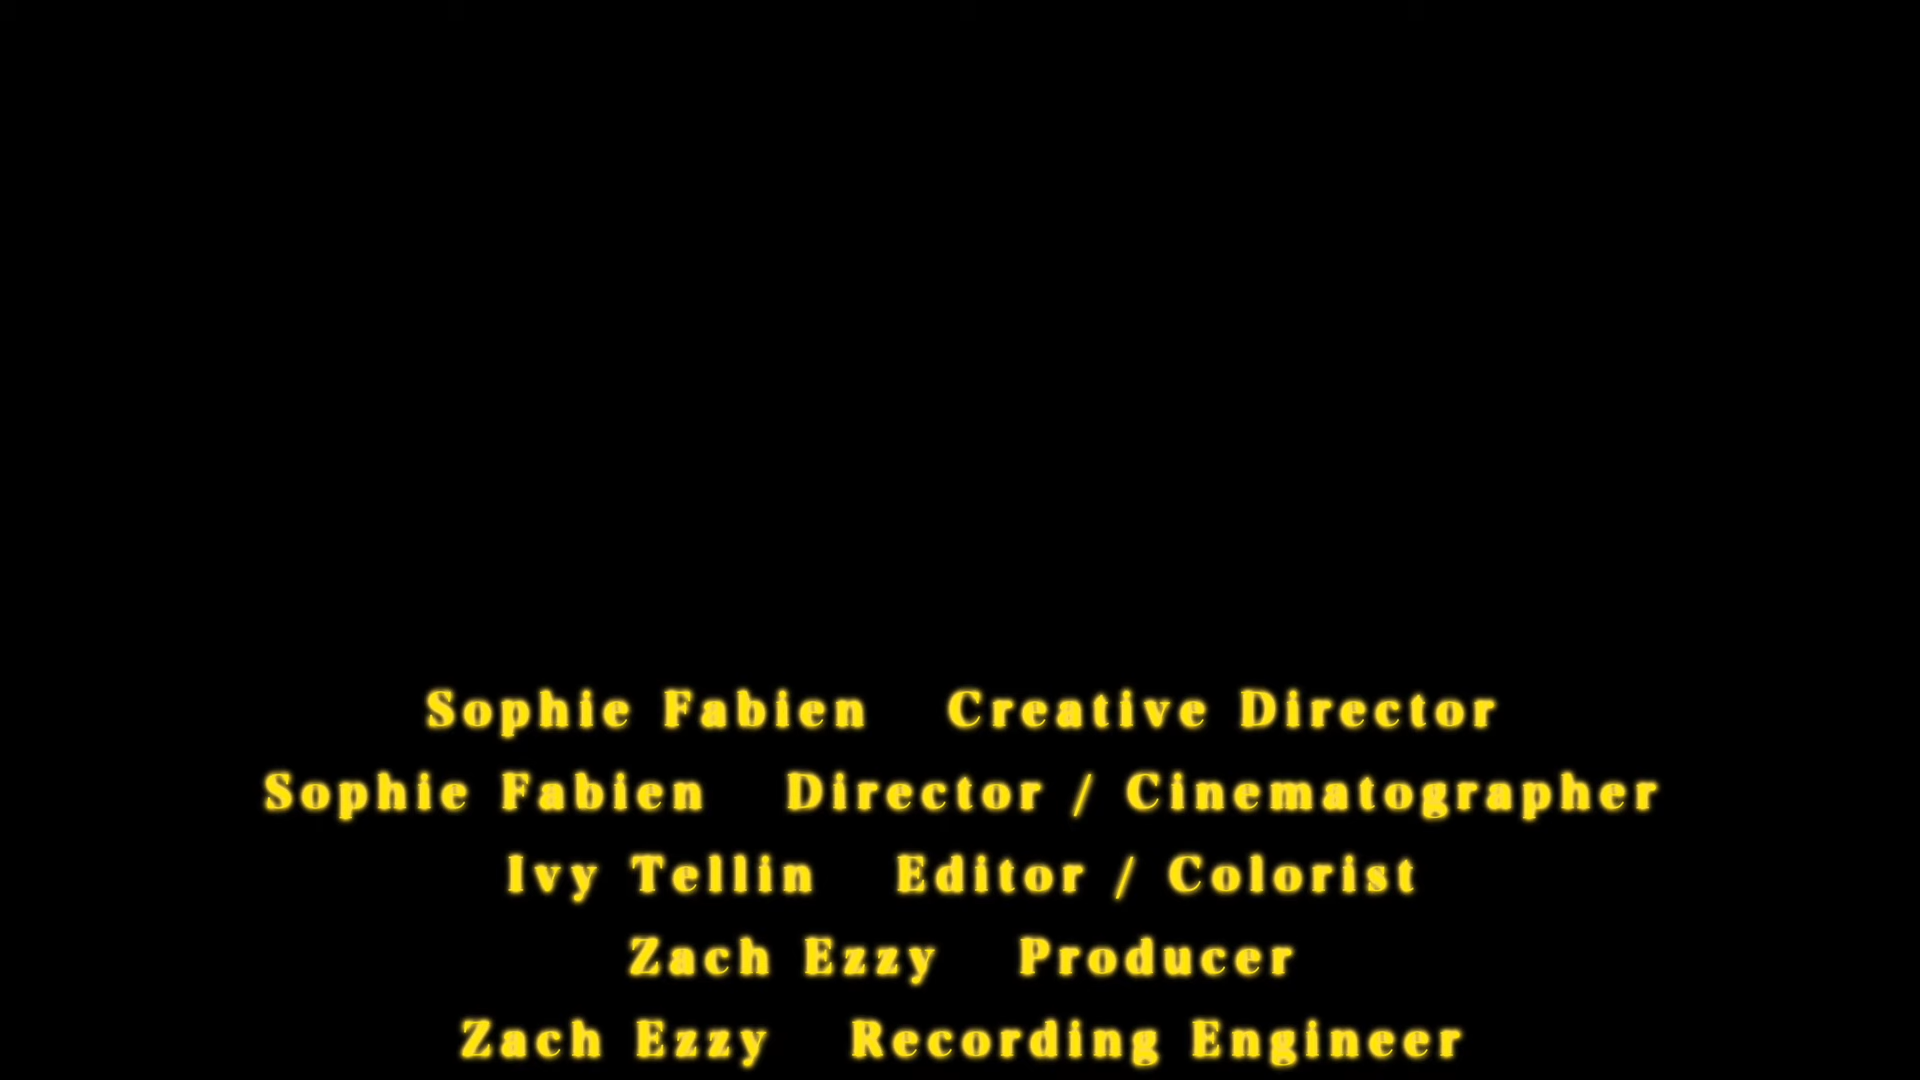 Sophie Fabien Creative Director
Sophie Fabien Director / Cinematographer
Ivy Tellin Editor / Colorist
Zach Ezzy Producer
Zach Ezzy Recording Engineer